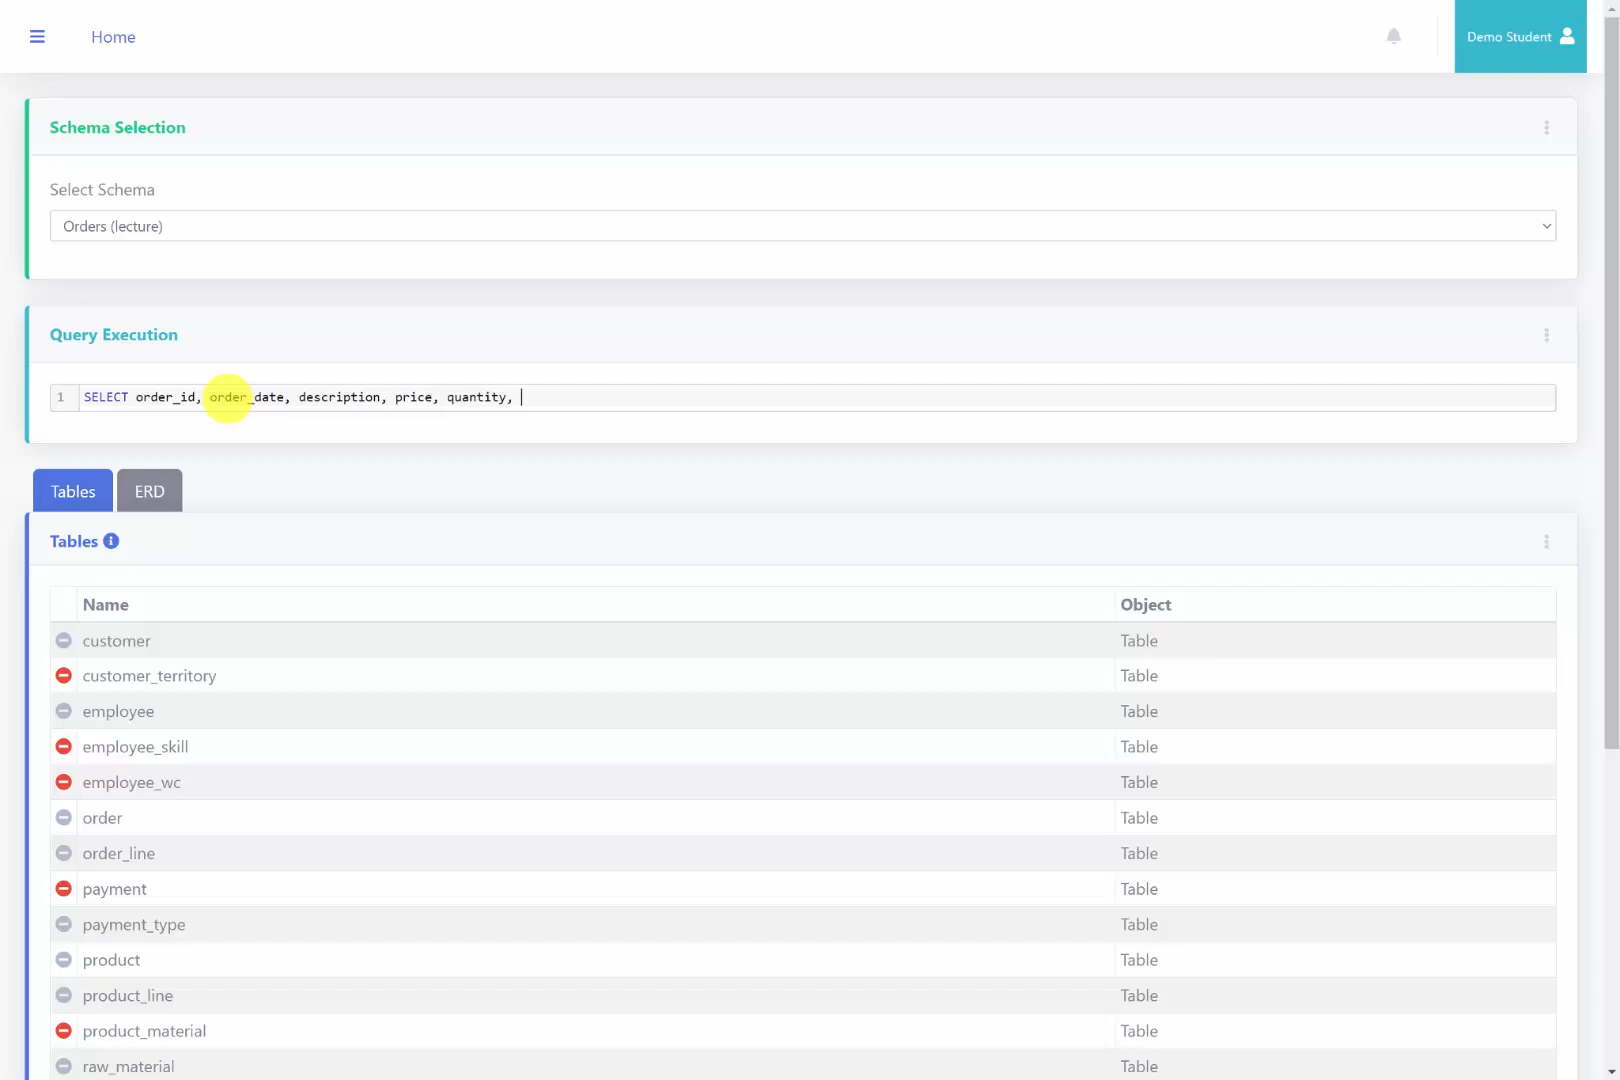 Home
Demo Student
Schema Selection
Select Schema
Orders (lecture)
Query Execution
1 SELECT order_id, order_date, description, price, quantity,
Tables ERD
Tables
Name Object
customer Table
customer_territory Table
employee Table
employee_skill Table
employee_wc Table
order Table
order_line Table
payment Table
payment_type Table
product Table
product_line Table
product_material Table
raw_material Table